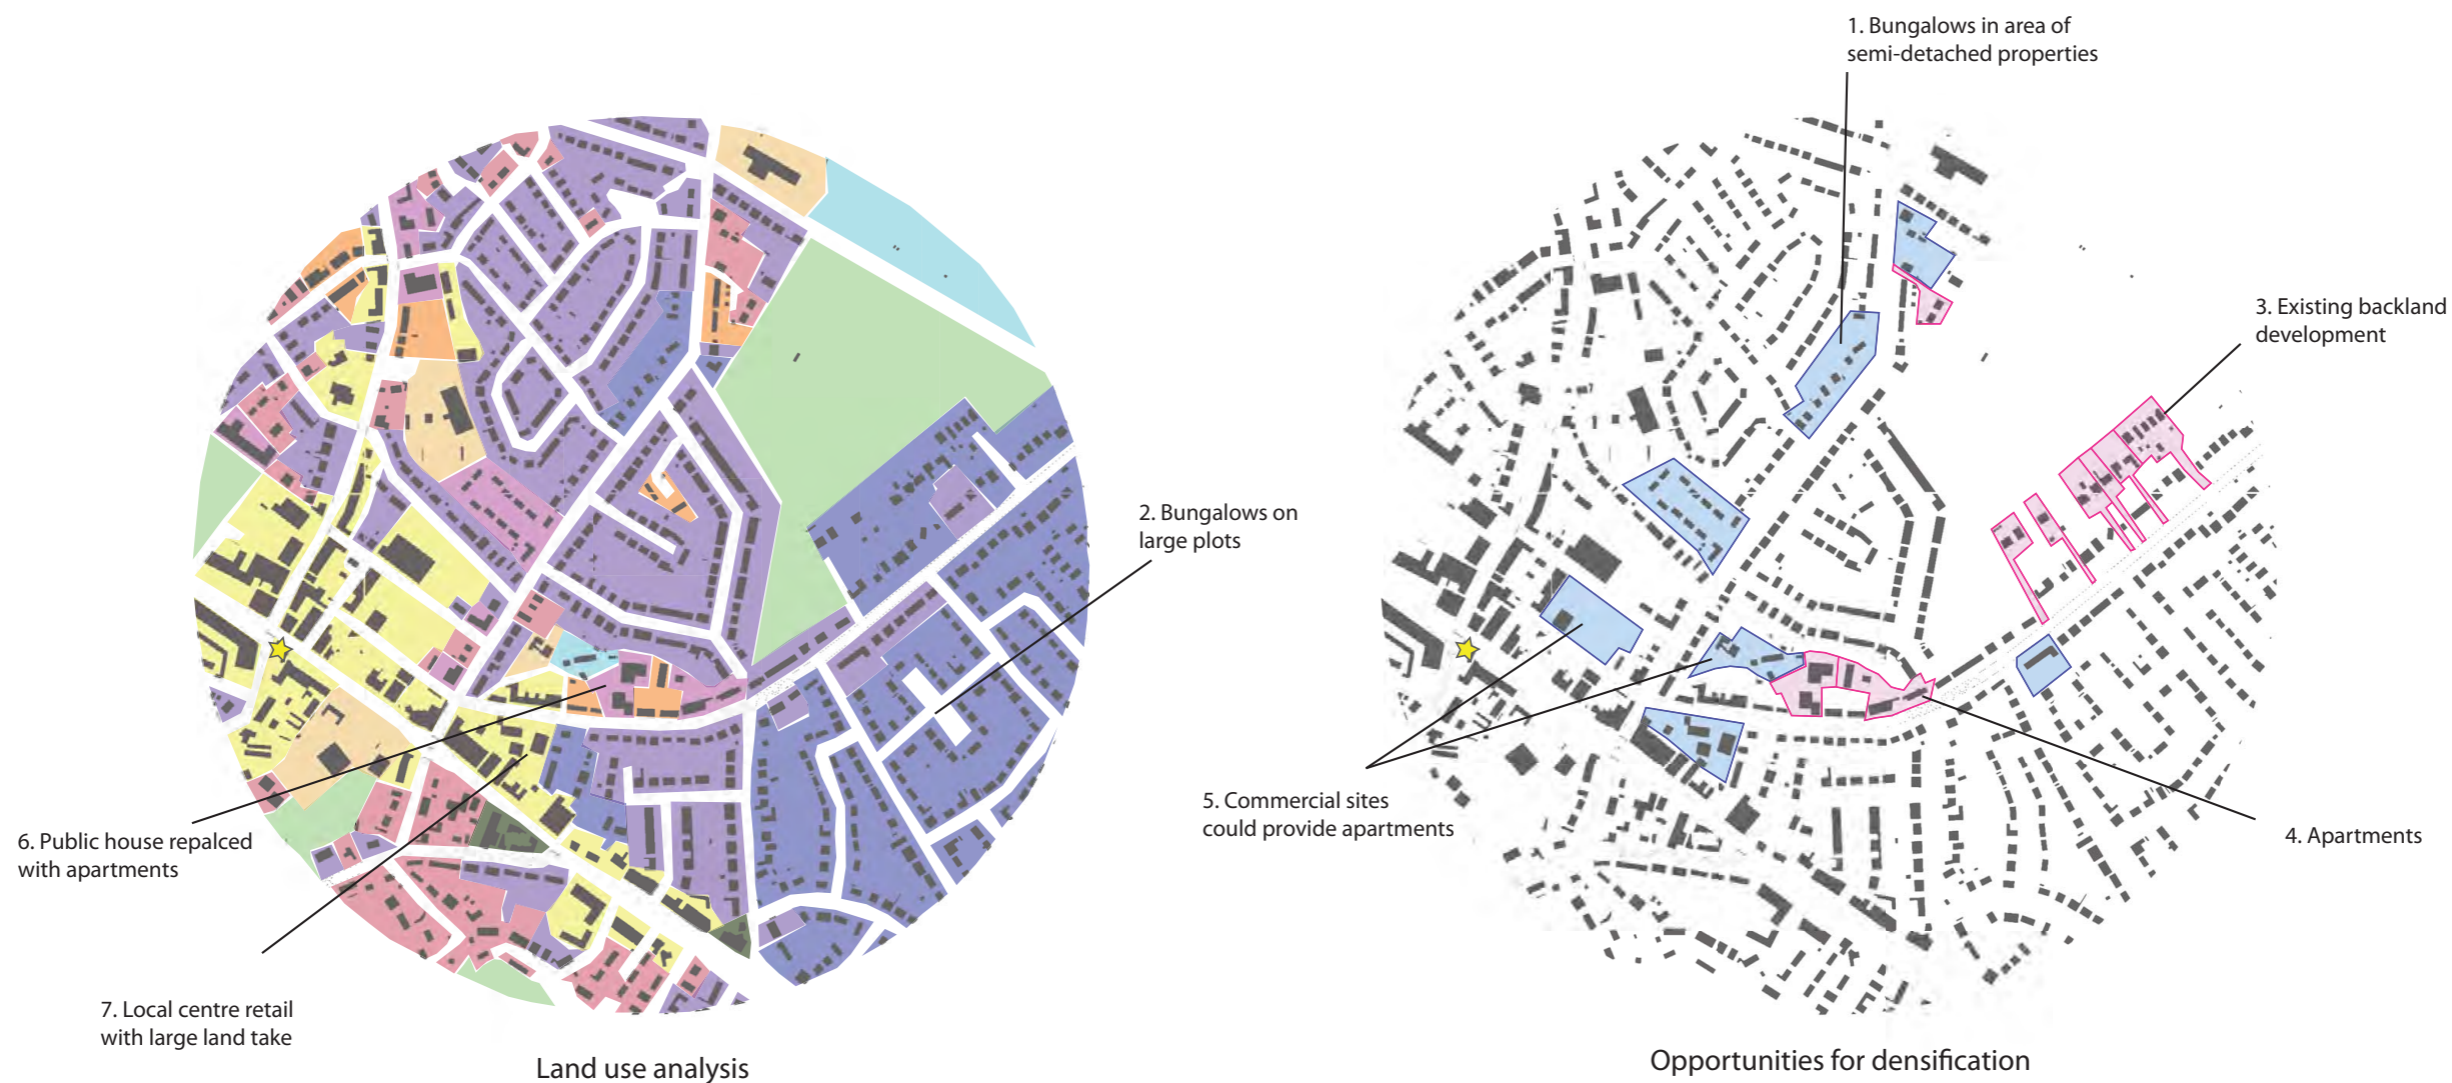 1. Bungalows in area of
semi-detached properties
3. Existing backland
development
2. Bungalows on
large plots
5. Commercial sites
could provide apartments
4. Apartments
6. Public house repalced
with apartments
7. Local centre retail
with large land take
Land use analysis
Opportunities for densification